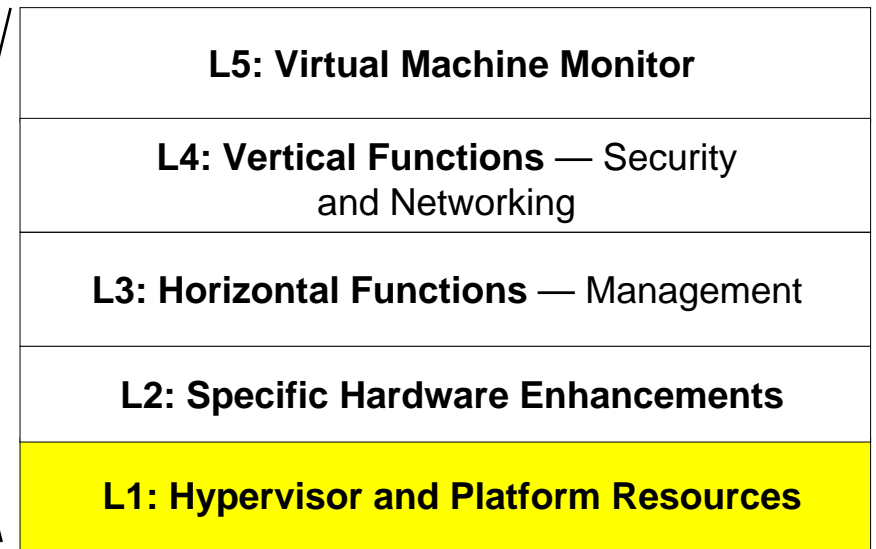 L5: Virtual Machine Monitor
L4: Vertical Functions — Security
and Networking
L3: Horizontal Functions — Management
L2: Specific Hardware Enhancements
L1: Hypervisor and Platform Resources